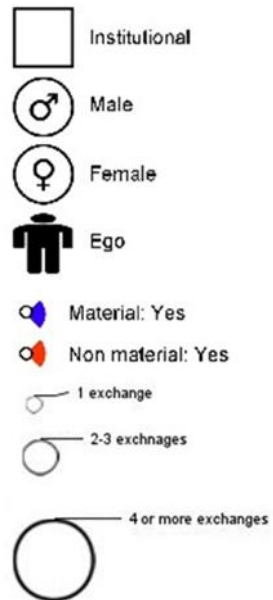 Institutional
Male
Female
Ego
Material: Yes
Non material: Yes
1 exchange
2-3 exchnages
4 or more exchanges